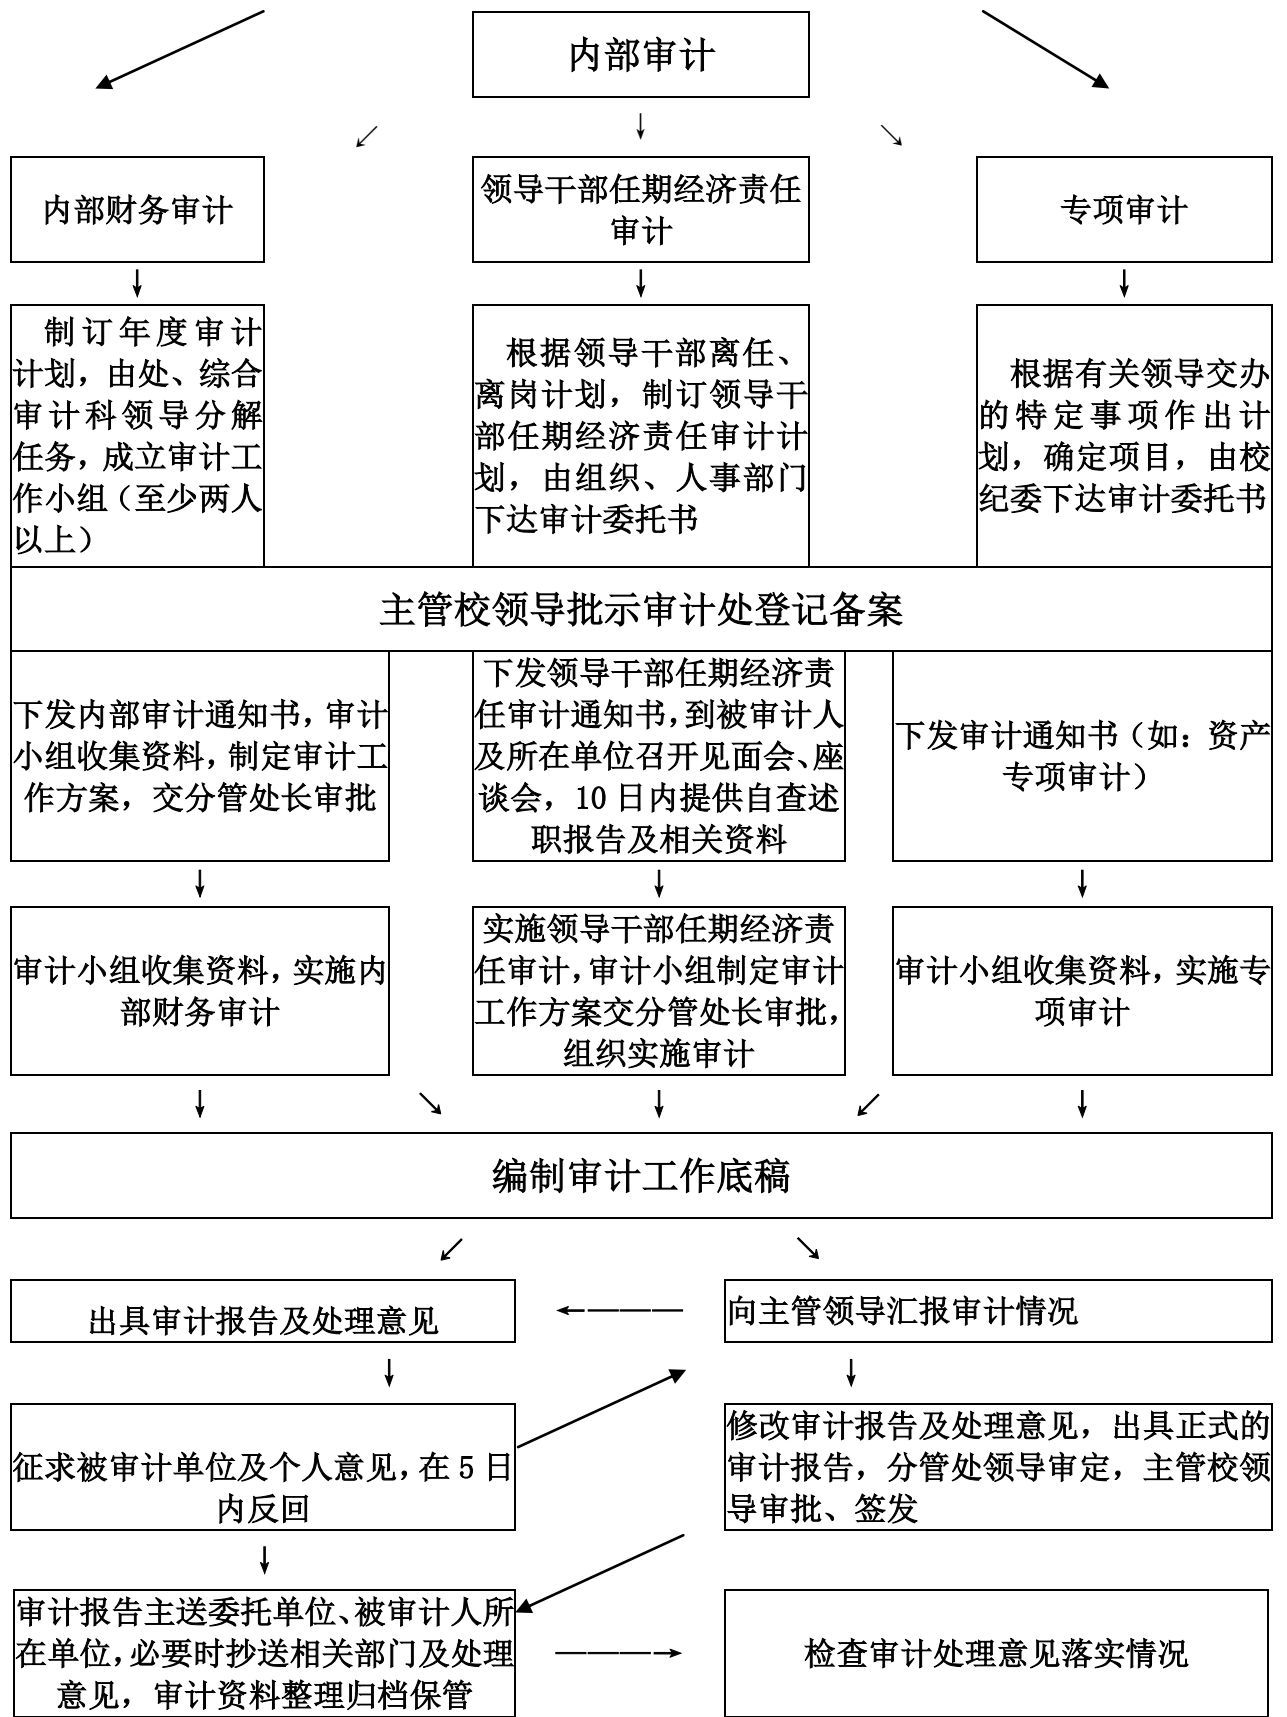 内部审计
内部财务审计
领导干部任期经济责任
审计
专项审计
制订年度审计
计划，由处、综合
审计科领导分解
任务，成立审计工
作小组（至少两人
以上）
根据领导干部离任、
离岗计划，制订领导干
部任期经济责任审计计
划，由组织、人事部门
下达审计委托书
根据有关领导交办
的特定事项作出计
划，确定项目，由校
纪委下达审计委托书
主管校领导批示审计处登记备案
下发内部审计通知书，审计
小组收集资料，制定审计工
作方案，交分管处长审批
下发领导干部任期经济责
任审计通知书，到被审计人
及所在单位召开见面会、座
谈会，10日内提供自查述
职报告及相关资料
下发审计通知书（如：资产
专项审计）
审计小组收集资料，实施内
部财务审计
实施领导干部任期经济责
任审计，审计小组制定审计
工作方案交分管处长审批，
组织实施审计
审计小组收集资料，实施专
项审计
编制审计工作底稿
出具审计报告及处理意见
向主管领导汇报审计情况
征求被审计单位及个人意见，在5日
内反回
修改审计报告及处理意见，出具正式的
审计报告，分管处领导审定，主管校领
导审批、签发
审计报告主送委托单位、被审计人所
在单位，必要时抄送相关部门及处理
意见，审计资料整理归档保管
检查审计处理意见落实情况